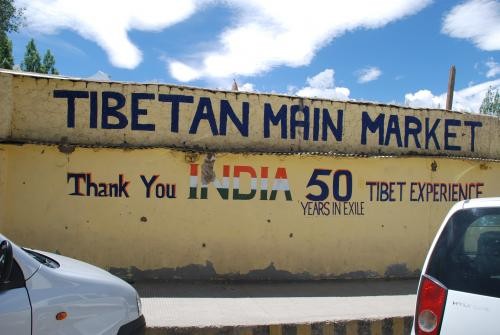 TIBETAN MAIN MARKET
Thank You INDIA 50 TIBET EXPERIENCE
YEARS IN EXILE